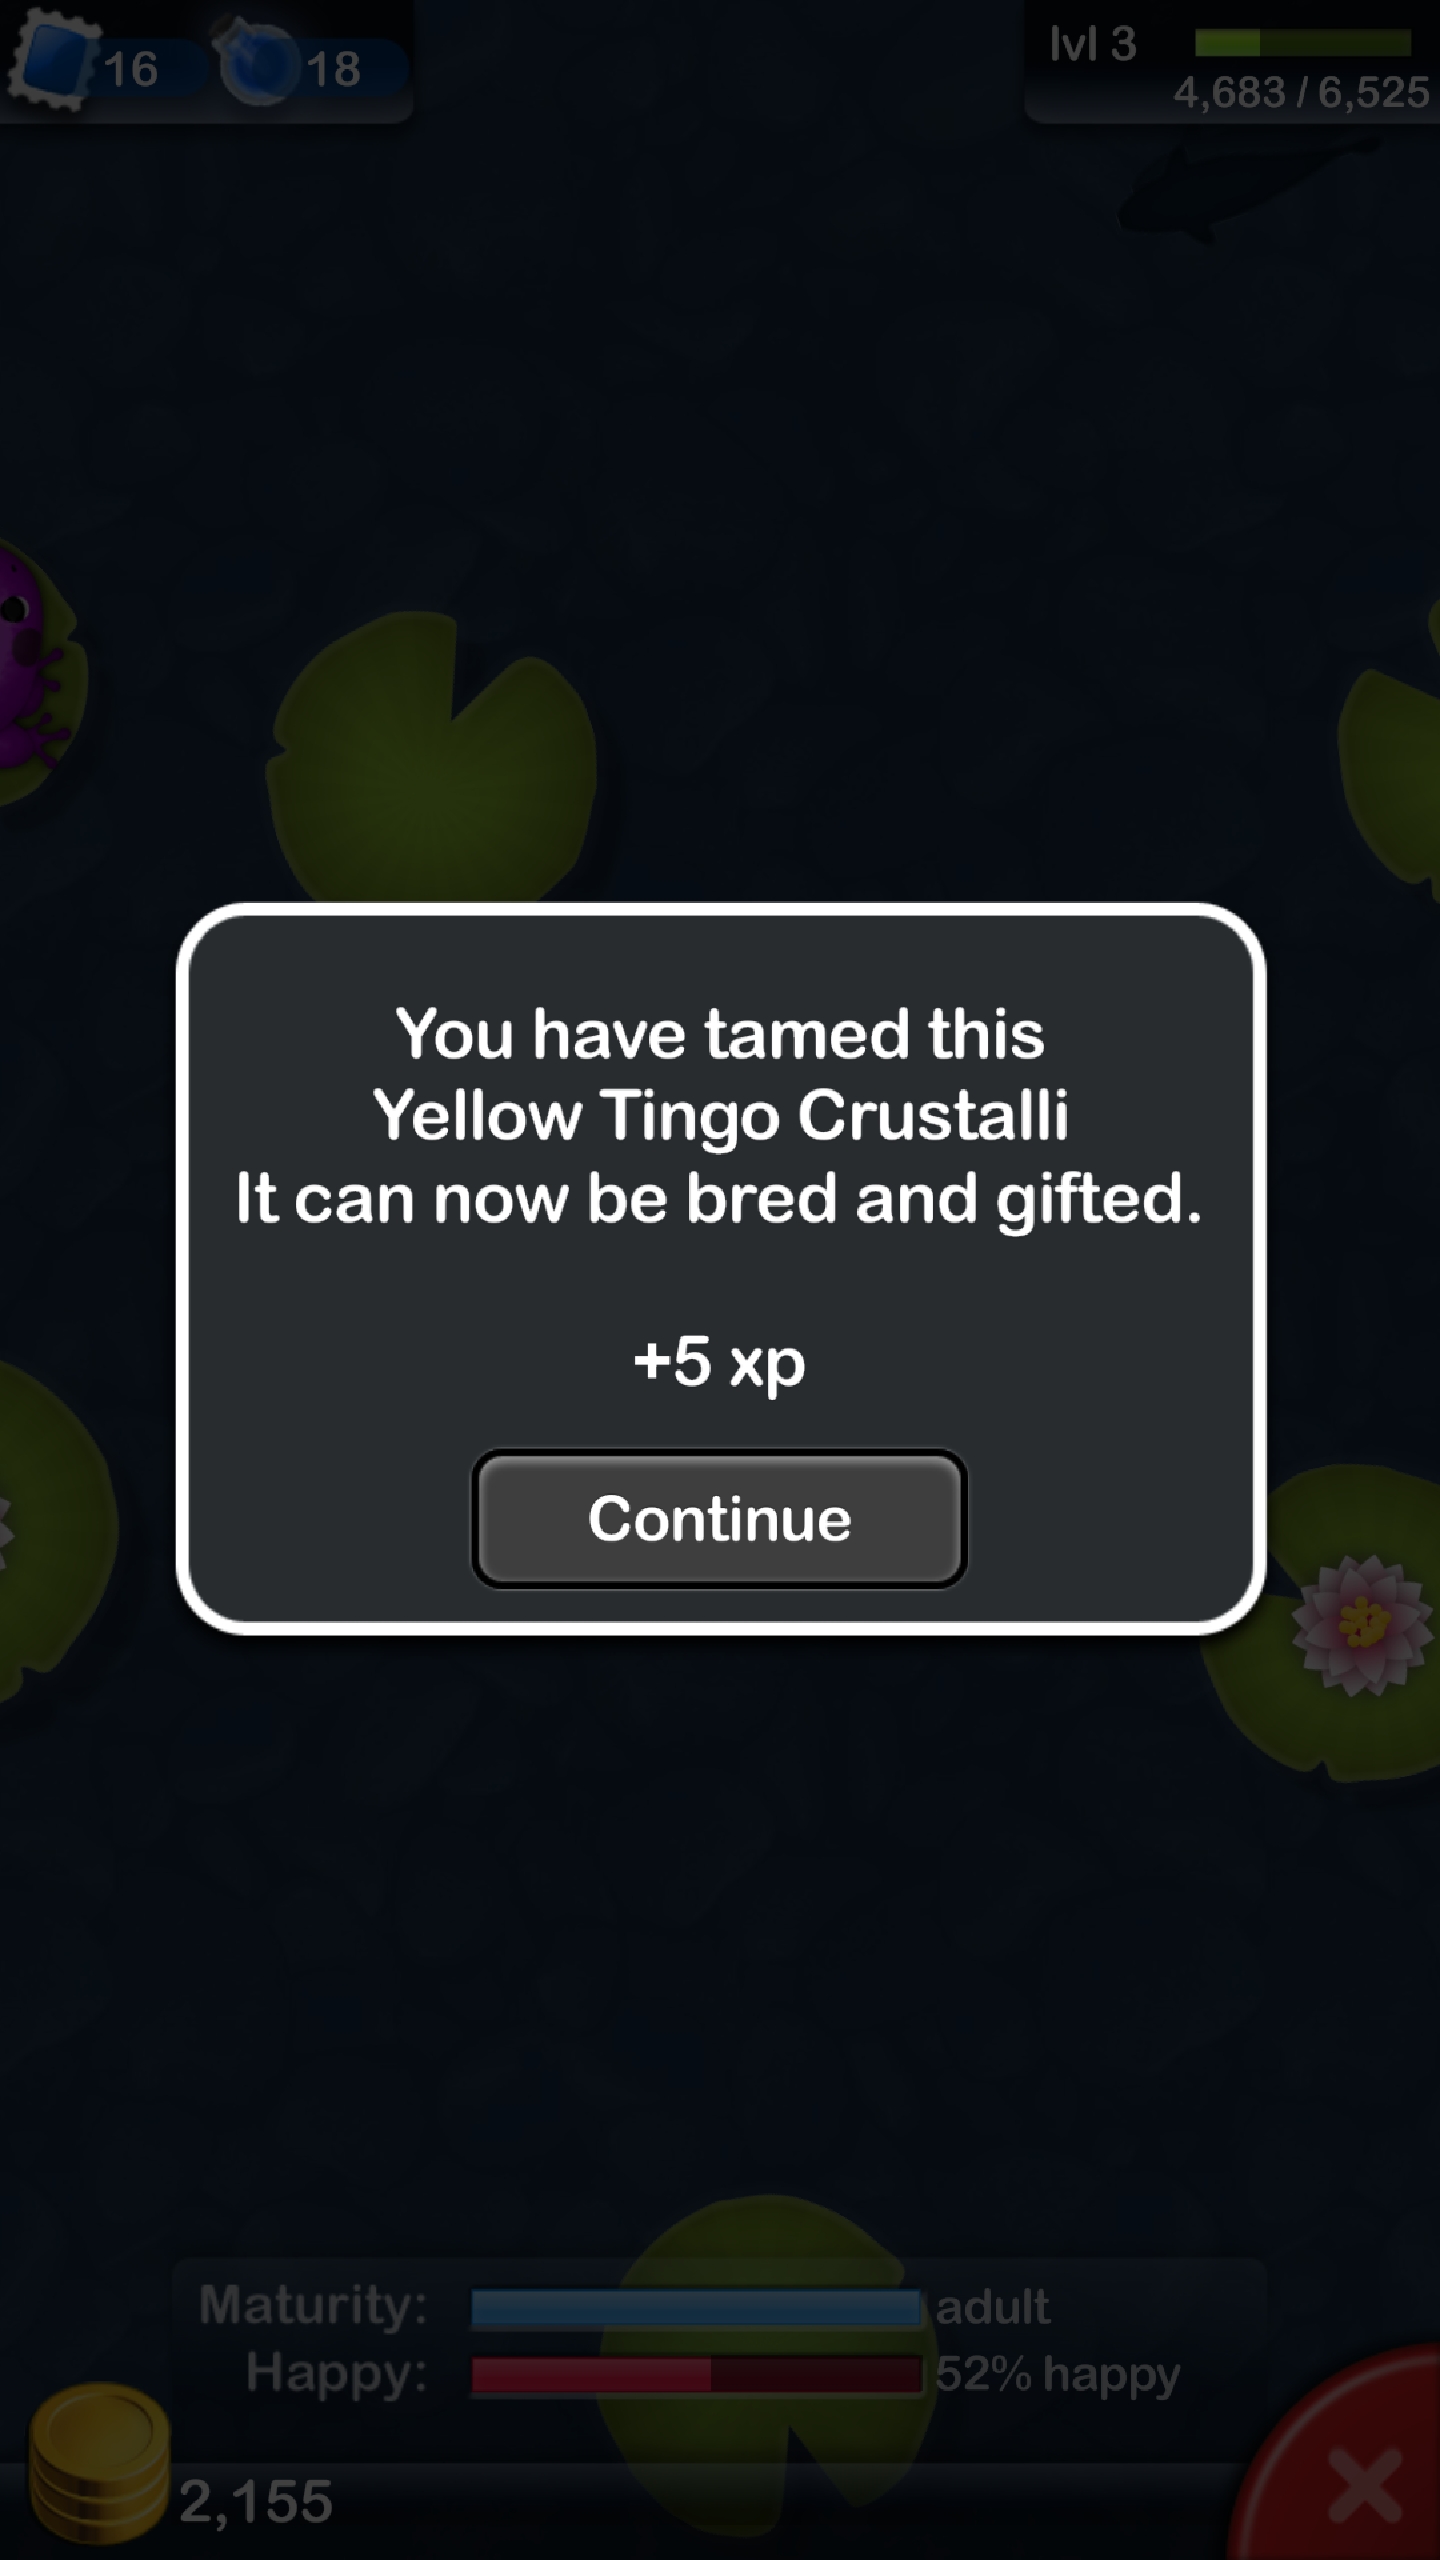 16
18
lvl 3
4,683 / 6,525
You have tamed this
Yellow Tingo Crustalli
It can now be bred and gifted.
+5 xp
Continue
Maturity: adult
Happy: 52% happy
2,155